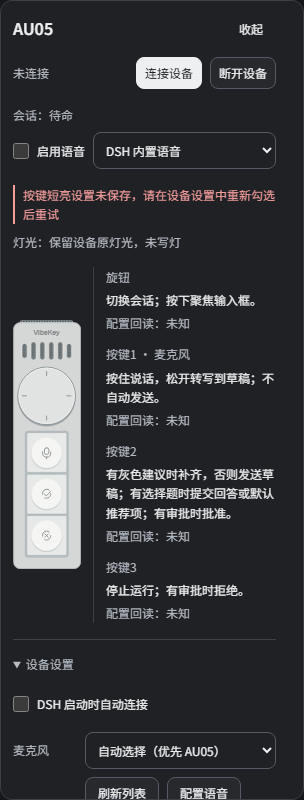 AU05 收起
未连接 连接设备 断开设备
会话：待命
启用语音 DSH 内置语音
按键短亮设置未保存，请在设备设置中重新勾选
后重试
灯光：保留设备原灯光，未写灯
VibeKey
旋钮
切换会话；按下聚焦输入框。
配置回读：未知
按键1 · 麦克风
按住说话，松开转写到草稿；不
自动发送。
配置回读：未知
按键2
有灰色建议时补齐，否则发送草
稿；有选择题时提交回答或默认
推荐项；有审批时批准。
配置回读：未知
按键3
停止运行；有审批时拒绝。
配置回读：未知
▼ 设备设置
DSH 启动时自动连接
麦克风 自动选择（优先 AU05）
刷新列表 配置语音